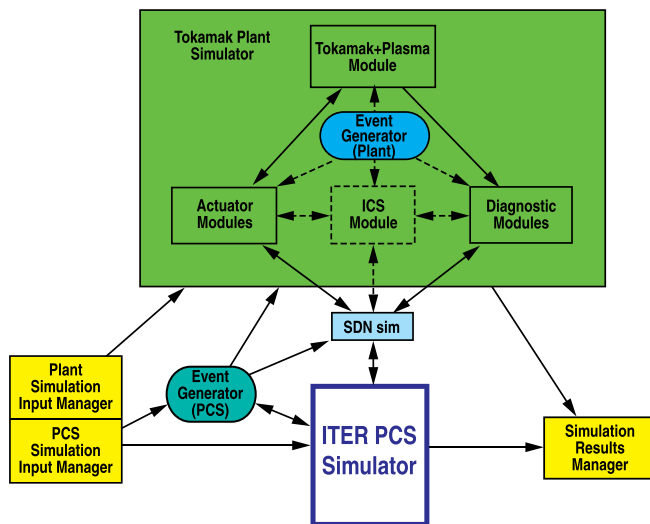 Tokamak Plant
Simulator
Tokamak+Plasma
Module
Event
Generator
(Plant)
Actuator
Modules
ICS
Module
Diagnostic
Modules
SDN sim
Plant
Simulation
Input Manager
Event
Generator
(PCS)
PCS
Simulation
Input Manager
ITER PCS
Simulator
Simulation
Results
Manager